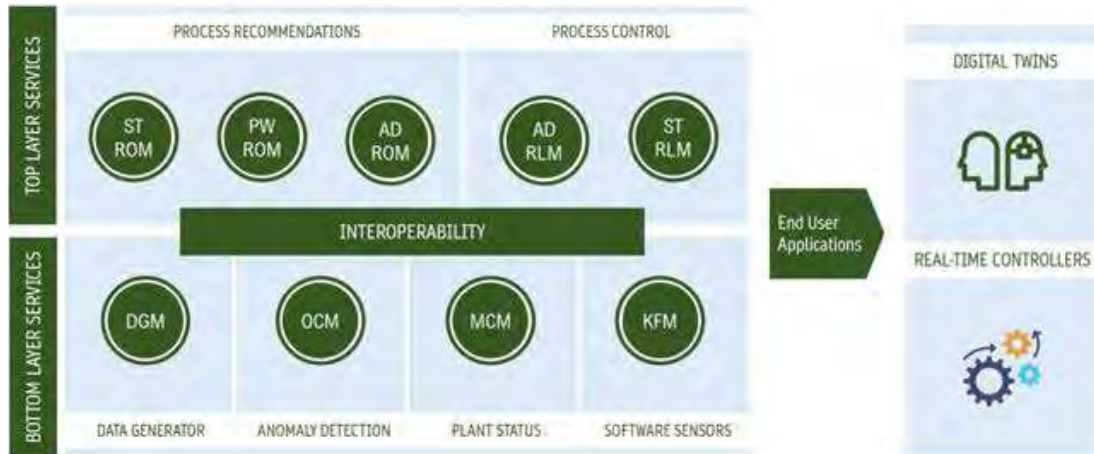 TOP LAYER SERVICES
PROCESS RECOMMENDATIONS
PROCESS CONTROL
ST
ROM
PW
ROM
AD
ROM
AD
RLM
ST
RLM
INTEROPERABILITY
BOTTOM LAYER SERVICES
DGM
OCM
MCM
KFM
DATA GENERATOR
ANOMALY DETECTION
PLANT STATUS
SOFTWARE SENSORS
End User
Applications
DIGITAL TWINS
REAL-TIME CONTROLLERS